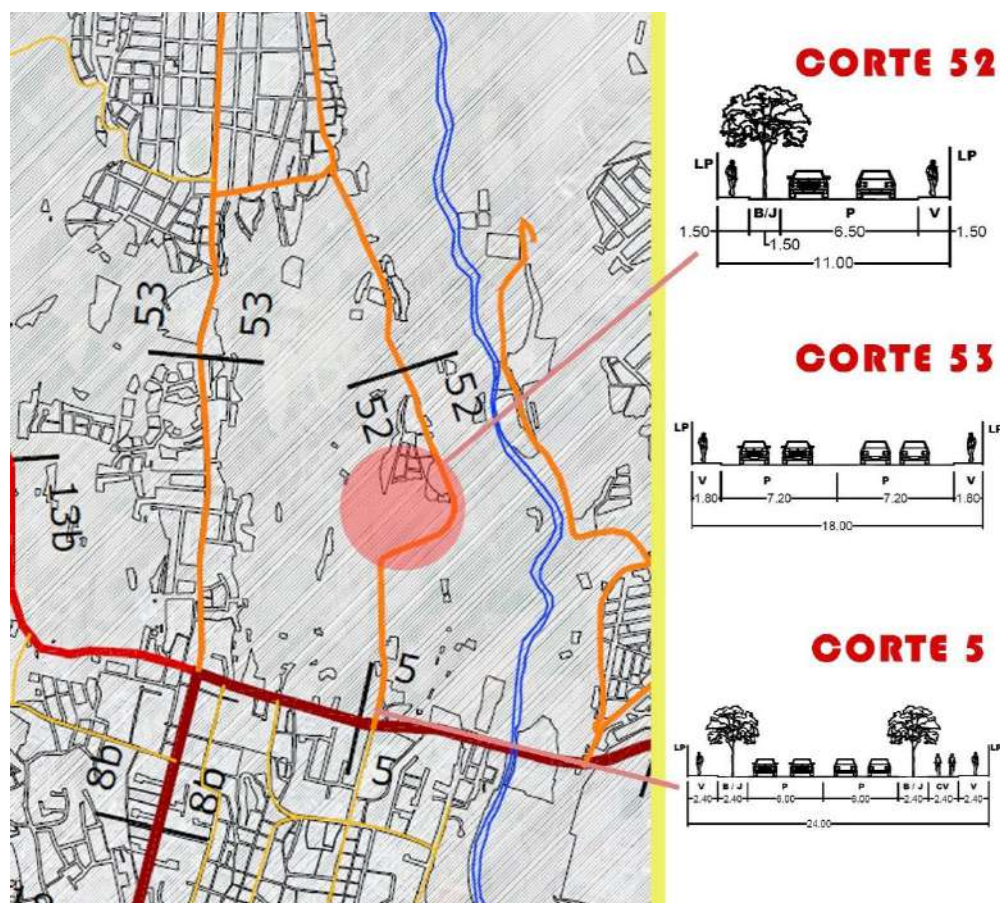 CORTE 52
LP
LP
B/J
P
V
1.50
1.50
6.50
1.50
11.00
CORTE 53
LP
LP
V
P
P
V
1.80
7.20
7.20
1.80
18.00
CORTE 5
LP
LP
V
B / J
P
P
B / J
CV
V
2.40
2.40
6.00
6.00
2.40
2.40
2.40
24.00
53
53
52
52
13b
5
5
8b
8b